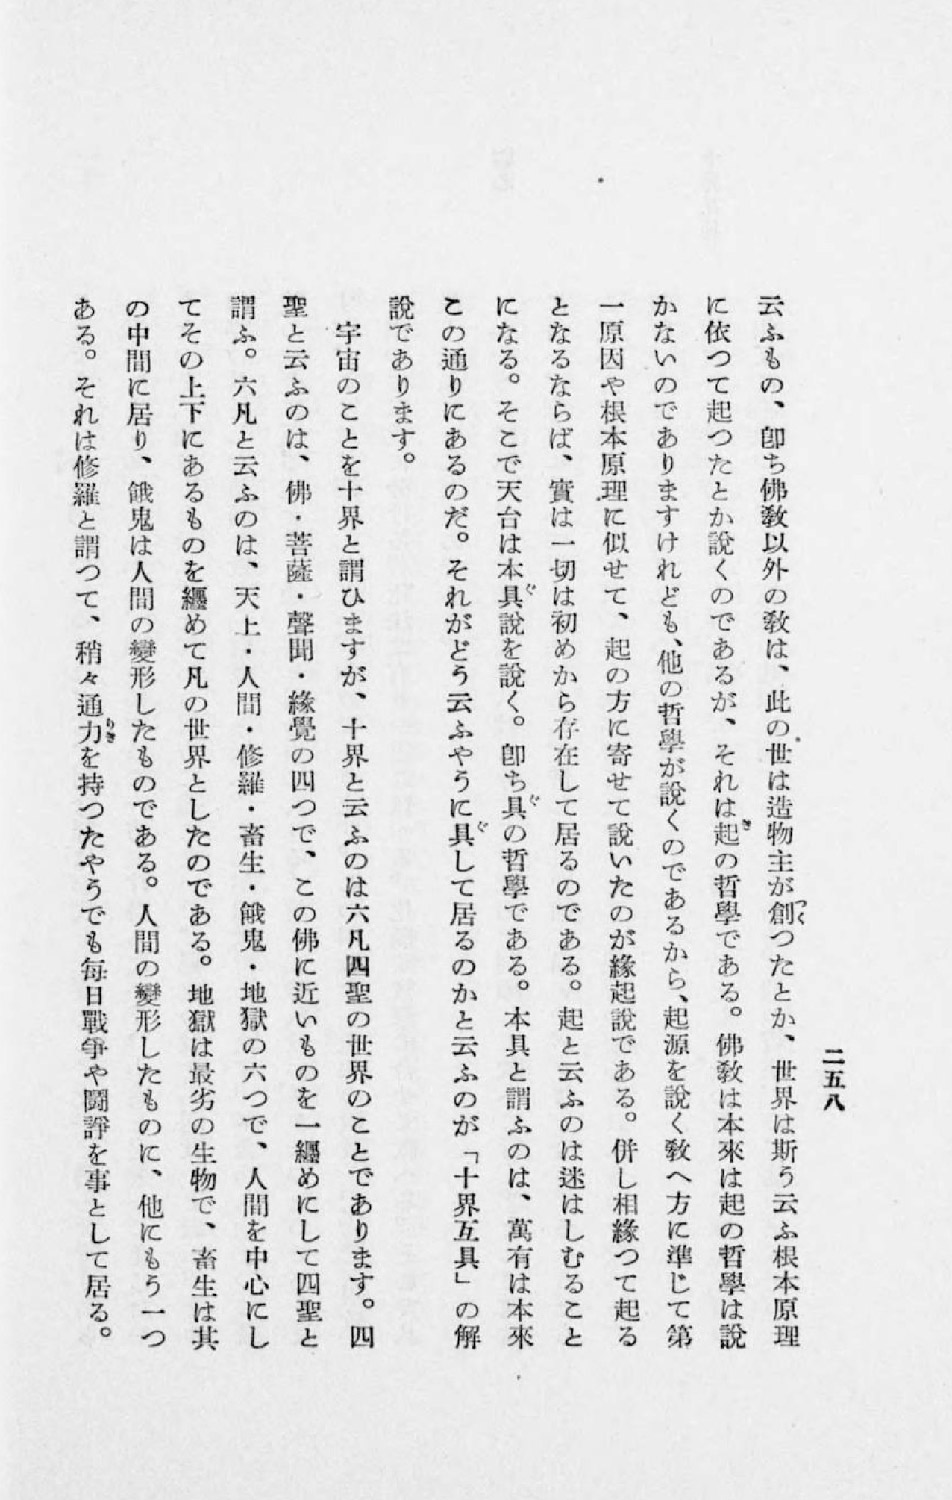 二五八
云ふもの、卽ち佛敎以外の敎は、此の世は造物主が創つたとか、世界は斯う云ふ根本原理
に依つて起つたとか說くのであるが、それは起の哲學である。佛敎は本來は起の哲學は說
かないのでありますけれども、他の哲學が說くのであるから、起源を說く敎へ方に準じて第
一原因や根本原理に似せて、起の方に寄せて說いたのが緣起說である。併し相緣つて起る
となるならば、實は一切は初めから存在して居るのである。起と云ふのは迷はしむること
になる。そこで天台は本具說を說く。卽ち具の哲學である。本具と謂ふのは、萬有は本來
この通りにあるのだ。それがどう云ふやうに具して居るのかと云ふのが「十界互具」の解
說であります。
宇宙のことを十界と謂ひますが、十界と云ふのは六凡四聖の世界のことであります。四
聖と云ふのは、佛・菩薩・聲聞・緣覺の四つで、この佛に近いものを一纒めにして四聖と
謂ふ。六凡と云ふのは、天上・人間・修羅・畜生・餓鬼・地獄の六つで、人間を中心にし
てその上下にあるものを纒めて凡の世界としたのである。地獄は最劣の生物で、畜生は其
の中間に居り、餓鬼は人間の變形したものである。人間の變形したものに、他にもう一つ
ある。それは修羅と謂つて、稍々通力を持つたやうでも每日戰爭や鬪諍を事として居る。